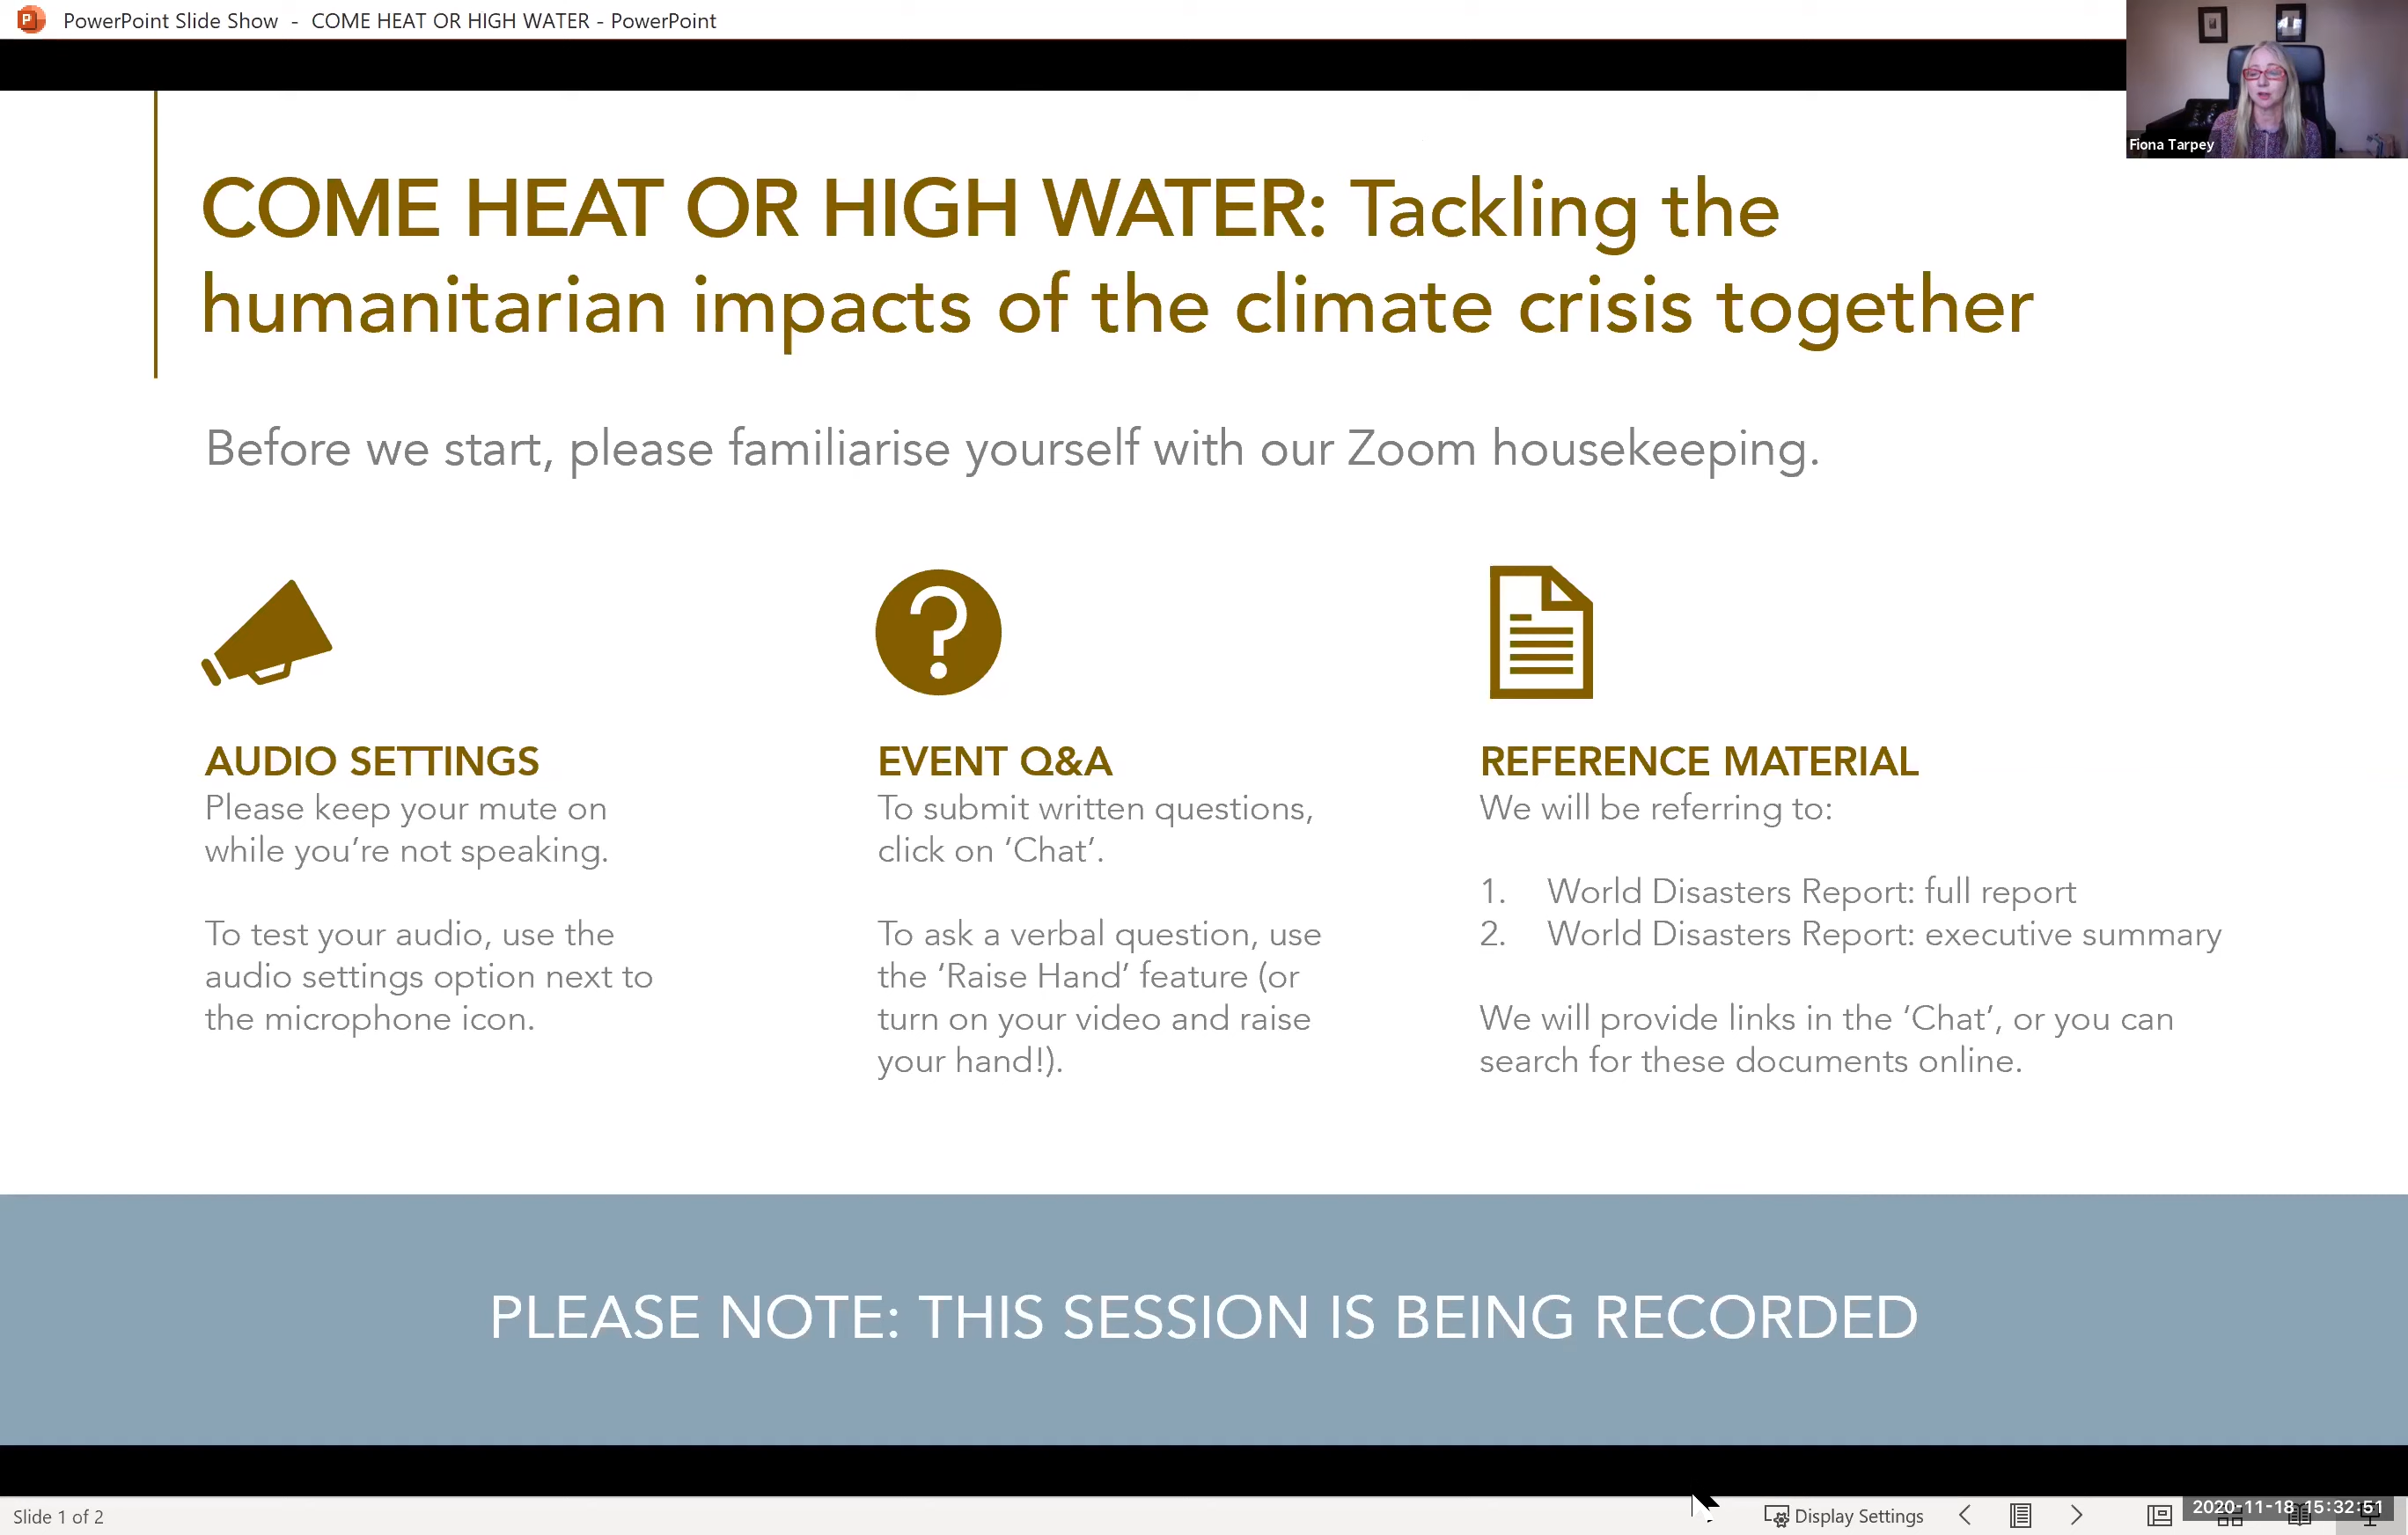 PowerPoint Slide Show - COME HEAT OR HIGH WATER - PowerPoint
Fiona Tarpey
COME HEAT OR HIGH WATER: Tackling the
humanitarian impacts of the climate crisis together
Before we start, please familiarise yourself with our Zoom housekeeping.
AUDIO SETTINGS
Please keep your mute on
while you’re not speaking.
To test your audio, use the
audio settings option next to
the microphone icon.
EVENT Q&A
To submit written questions,
click on ‘Chat’.
To ask a verbal question, use
the ‘Raise Hand’ feature (or
turn on your video and raise
your hand!).
REFERENCE MATERIAL
We will be referring to:
1. World Disasters Report: full report
2. World Disasters Report: executive summary
We will provide links in the ‘Chat’, or you can
search for these documents online.
PLEASE NOTE: THIS SESSION IS BEING RECORDED
Slide 1 of 2
Display Settings
2020-11-18 15:32:51